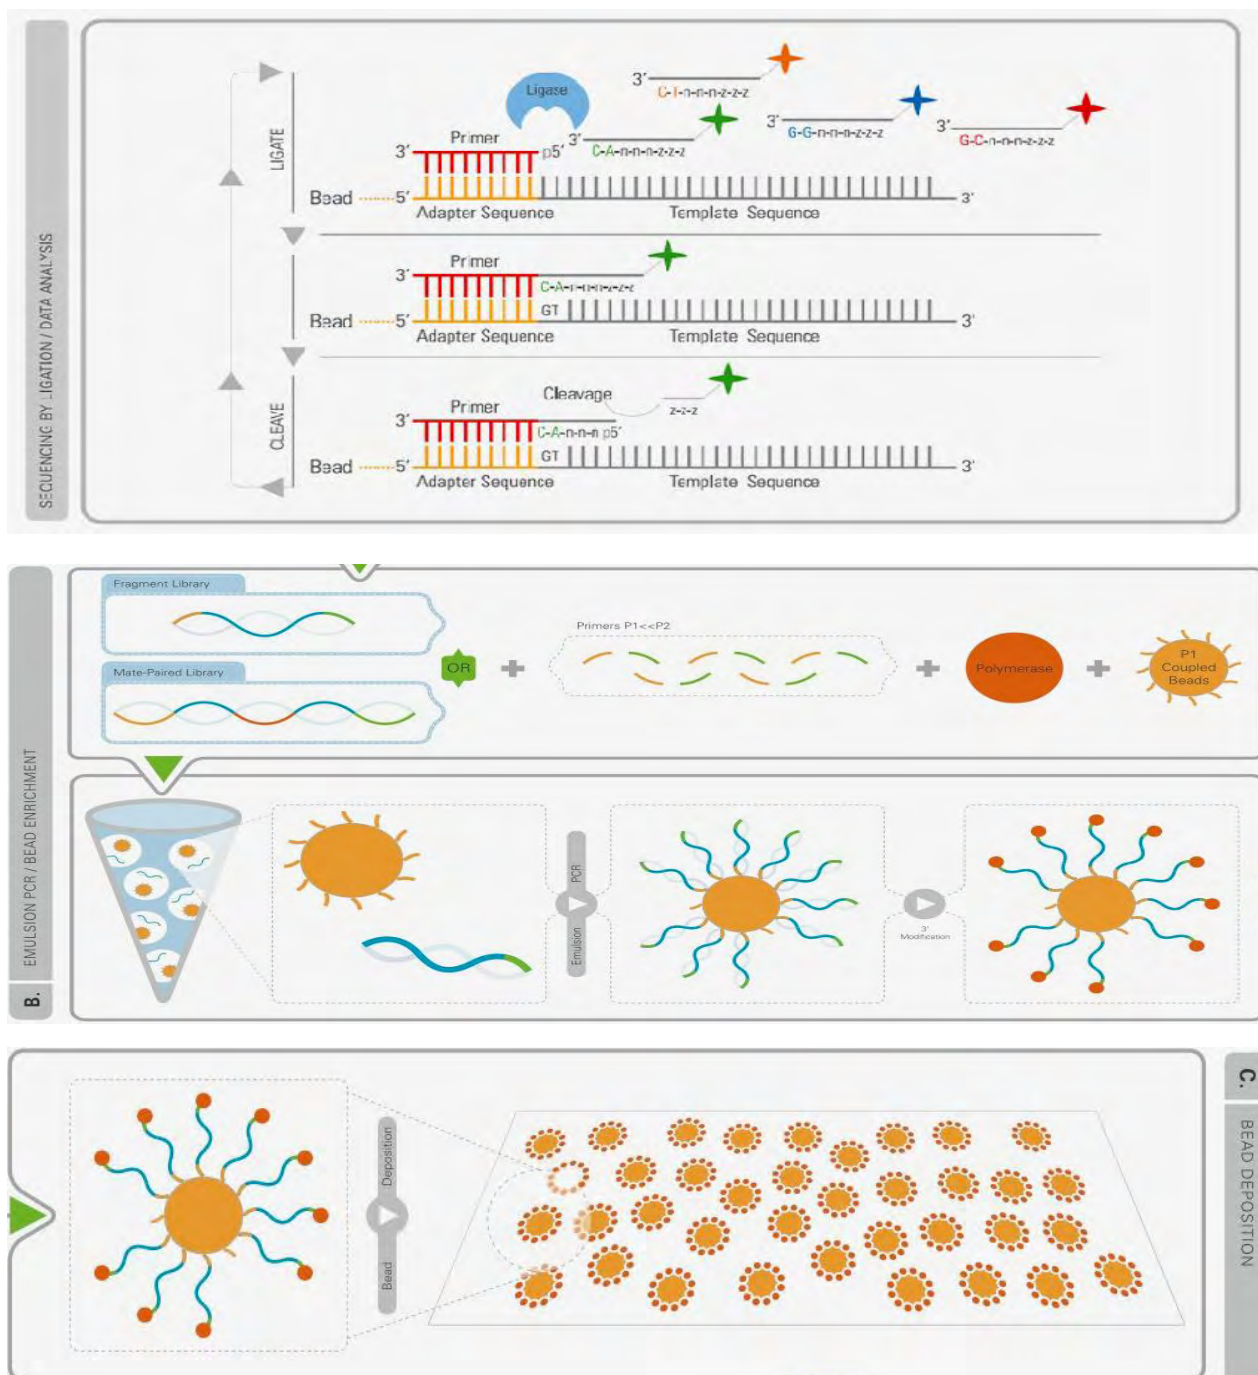 SEQUENCING BY LIGATION / DATA ANALYSIS
LIGATE
Ligase
3′
C-T-n-n-n-z-z-z
3′
G-G-n-n-n-z-z-z
3′
G-C-n-n-n-z-z-z
Primer
3′
p5′
3′
C-A-n-n-n-z-z-z
Bead
5′
3′
Adapter Sequence
Template Sequence
Primer
3′
C-A-n-n-n-z-z-z
GT
Bead
5′
3′
Adapter Sequence
Template Sequence
CLEAVE
Cleavage
z-z-z
Primer
3′
C-A-n-n-n p5′
GT
Bead
5′
3′
Adapter Sequence
Template Sequence
B.
EMULSION PCR / BEAD ENRICHMENT
Fragment Library
Mate-Paired Library
OR
Primers P1<<P2
Polymerase
P1
Coupled
Beads
Emulsion PCR
3′
Modification
C.
BEAD DEPOSITION
Bead Deposition